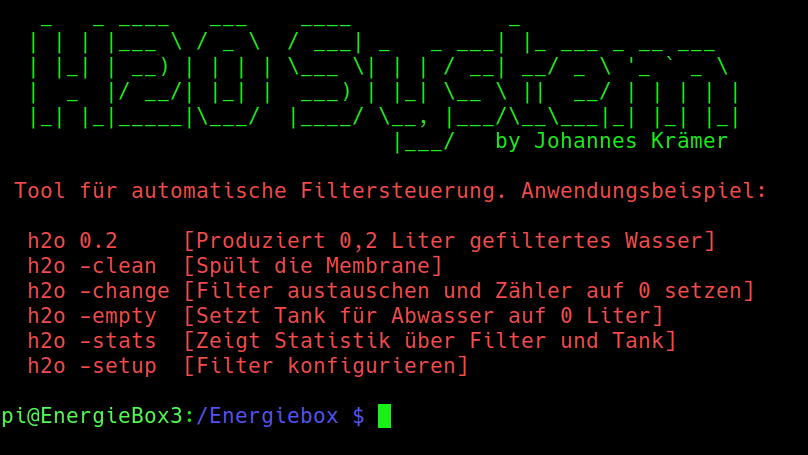 H2O System
by Johannes Krämer
Tool für automatische Filtersteuerung. Anwendungsbeispiel:
h2o 0.2 [Produziert 0,2 Liter gefiltertes Wasser]
h2o -clean [Spült die Membrane]
h2o -change [Filter austauschen und Zähler auf 0 setzen]
h2o -empty [Setzt Tank für Abwasser auf 0 Liter]
h2o -stats [Zeigt Statistik über Filter und Tank]
h2o -setup [Filter konfigurieren]
pi@EnergieBox3:/Energiebox $